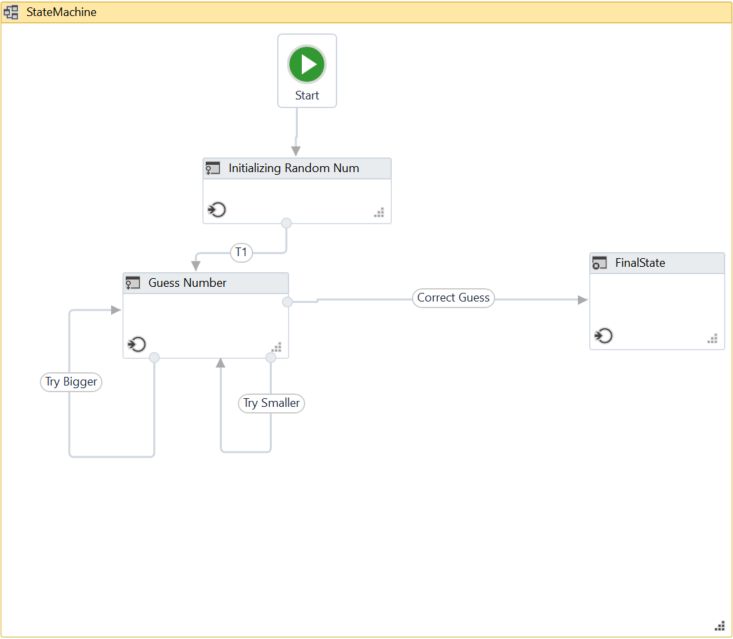 StateMachine
Start
Initializing Random Num
T1
Guess Number
FinalState
Correct Guess
Try Bigger
Try Smaller